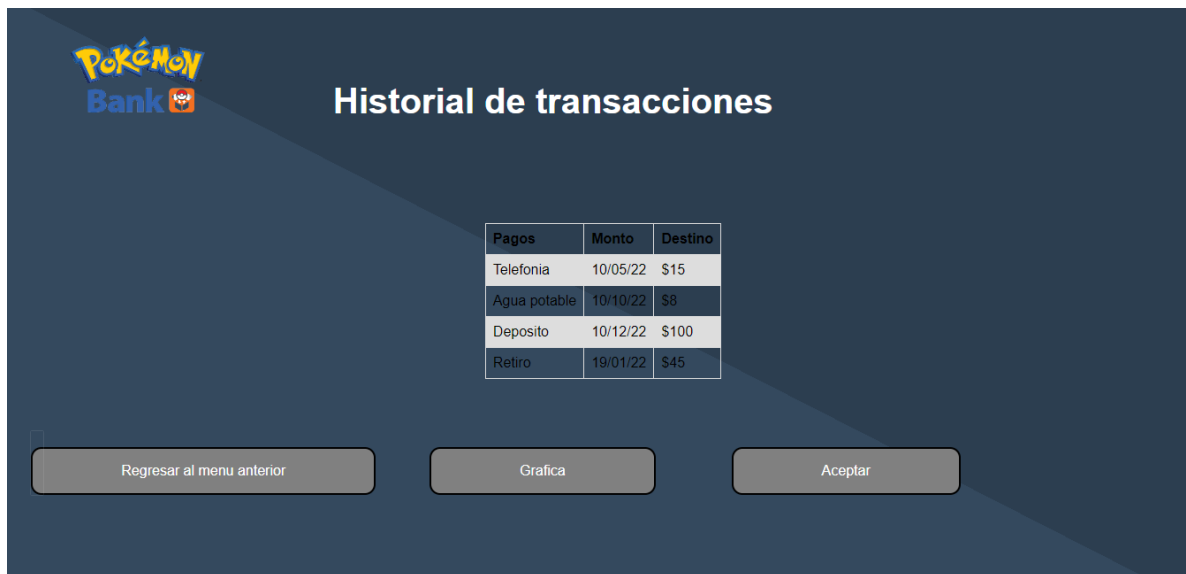 POKéMON
Bank
Historial de transacciones
Pagos Monto Destino
Telefonia 10/05/22 $15
Agua potable 10/10/22 $8
Deposito 10/12/22 $100
Retiro 19/01/22 $45
Regresar al menu anterior Grafica Aceptar